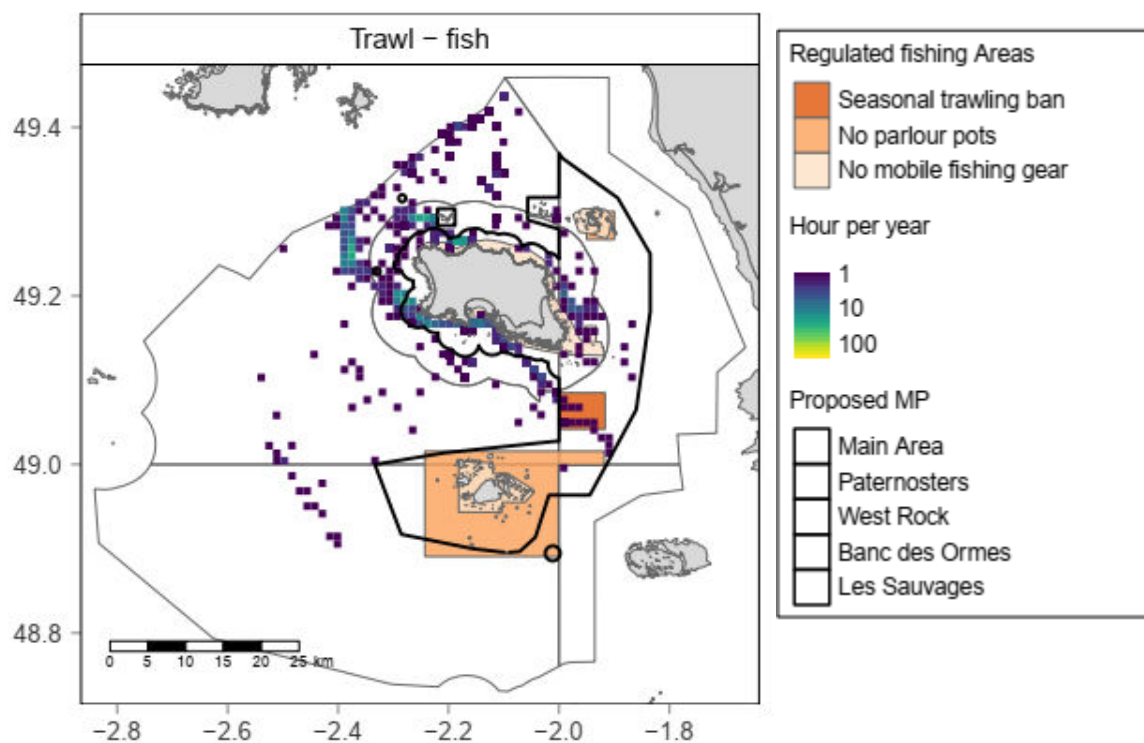 Trawl – fish
49.4
49.2
49.0
48.8
0 5 10 15 20 25 km
−2.8 −2.6 −2.4 −2.2 −2.0 −1.8
Regulated fishing Areas
Seasonal trawling ban
No parlour pots
No mobile fishing gear
Hour per year
1
10
100
Proposed MP
Main Area
Paternosters
West Rock
Banc des Ormes
Les Sauvages